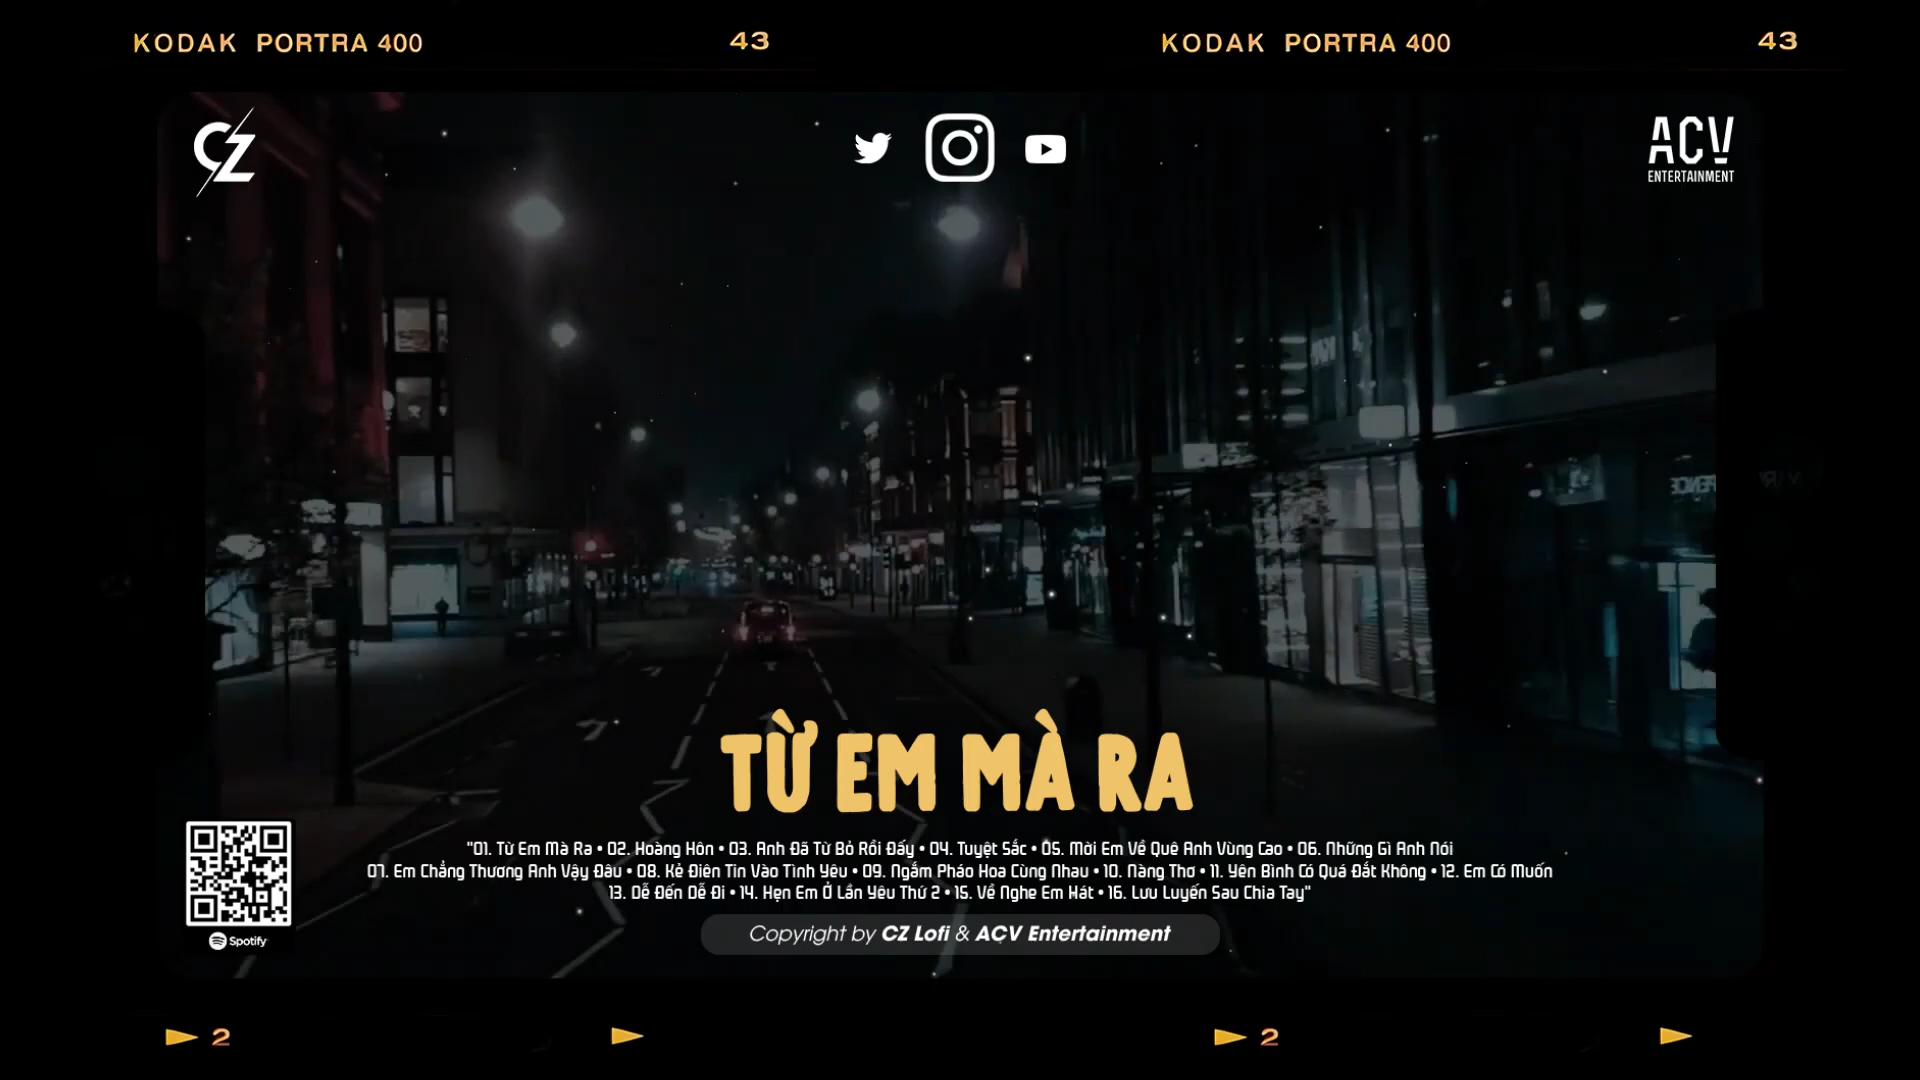 KODAK PORTRA 400 43 KODAK PORTRA 400 43
CZ
ACV
ENTERTAINMENT
TỪ EM MÀ RA
"01. Từ Em Mà Ra • 02. Hoàng Hôn • 03. Anh Đã Từ Bỏ Rồi Đấy • 04. Tuyệt Sắc • 05. Mời Em Về Quê Anh Vùng Cao • 06. Những Gì Anh Nói
07. Em Chẳng Thương Anh Vậy Đâu • 08. Kẻ Điên Tin Vào Tình Yêu • 09. Ngắm Pháo Hoa Cùng Nhau • 10. Nàng Thơ • 11. Yên Bình Có Quá Đắt Không • 12. Em Có Muốn
13. Dễ Đến Dễ Đi • 14. Hẹn Em Ở Lần Yêu Thứ 2 • 15. Về Nghe Em Hát • 16. Lưu Luyến Sau Chia Tay"
Copyright by CZ Lofi & ACV Entertainment
Spotify
2 2